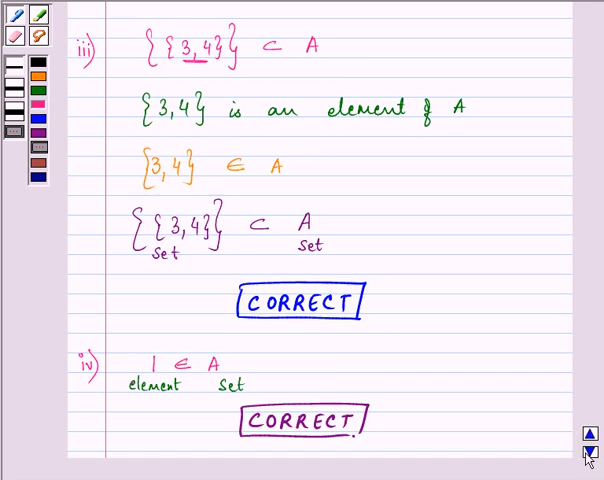 iii) {{3,4}} ⊂ A
{3,4} is an element of A
{3,4} ∈ A
{{3,4}} ⊂ A
set set
CORRECT
iv) 1 ∈ A
element set
CORRECT